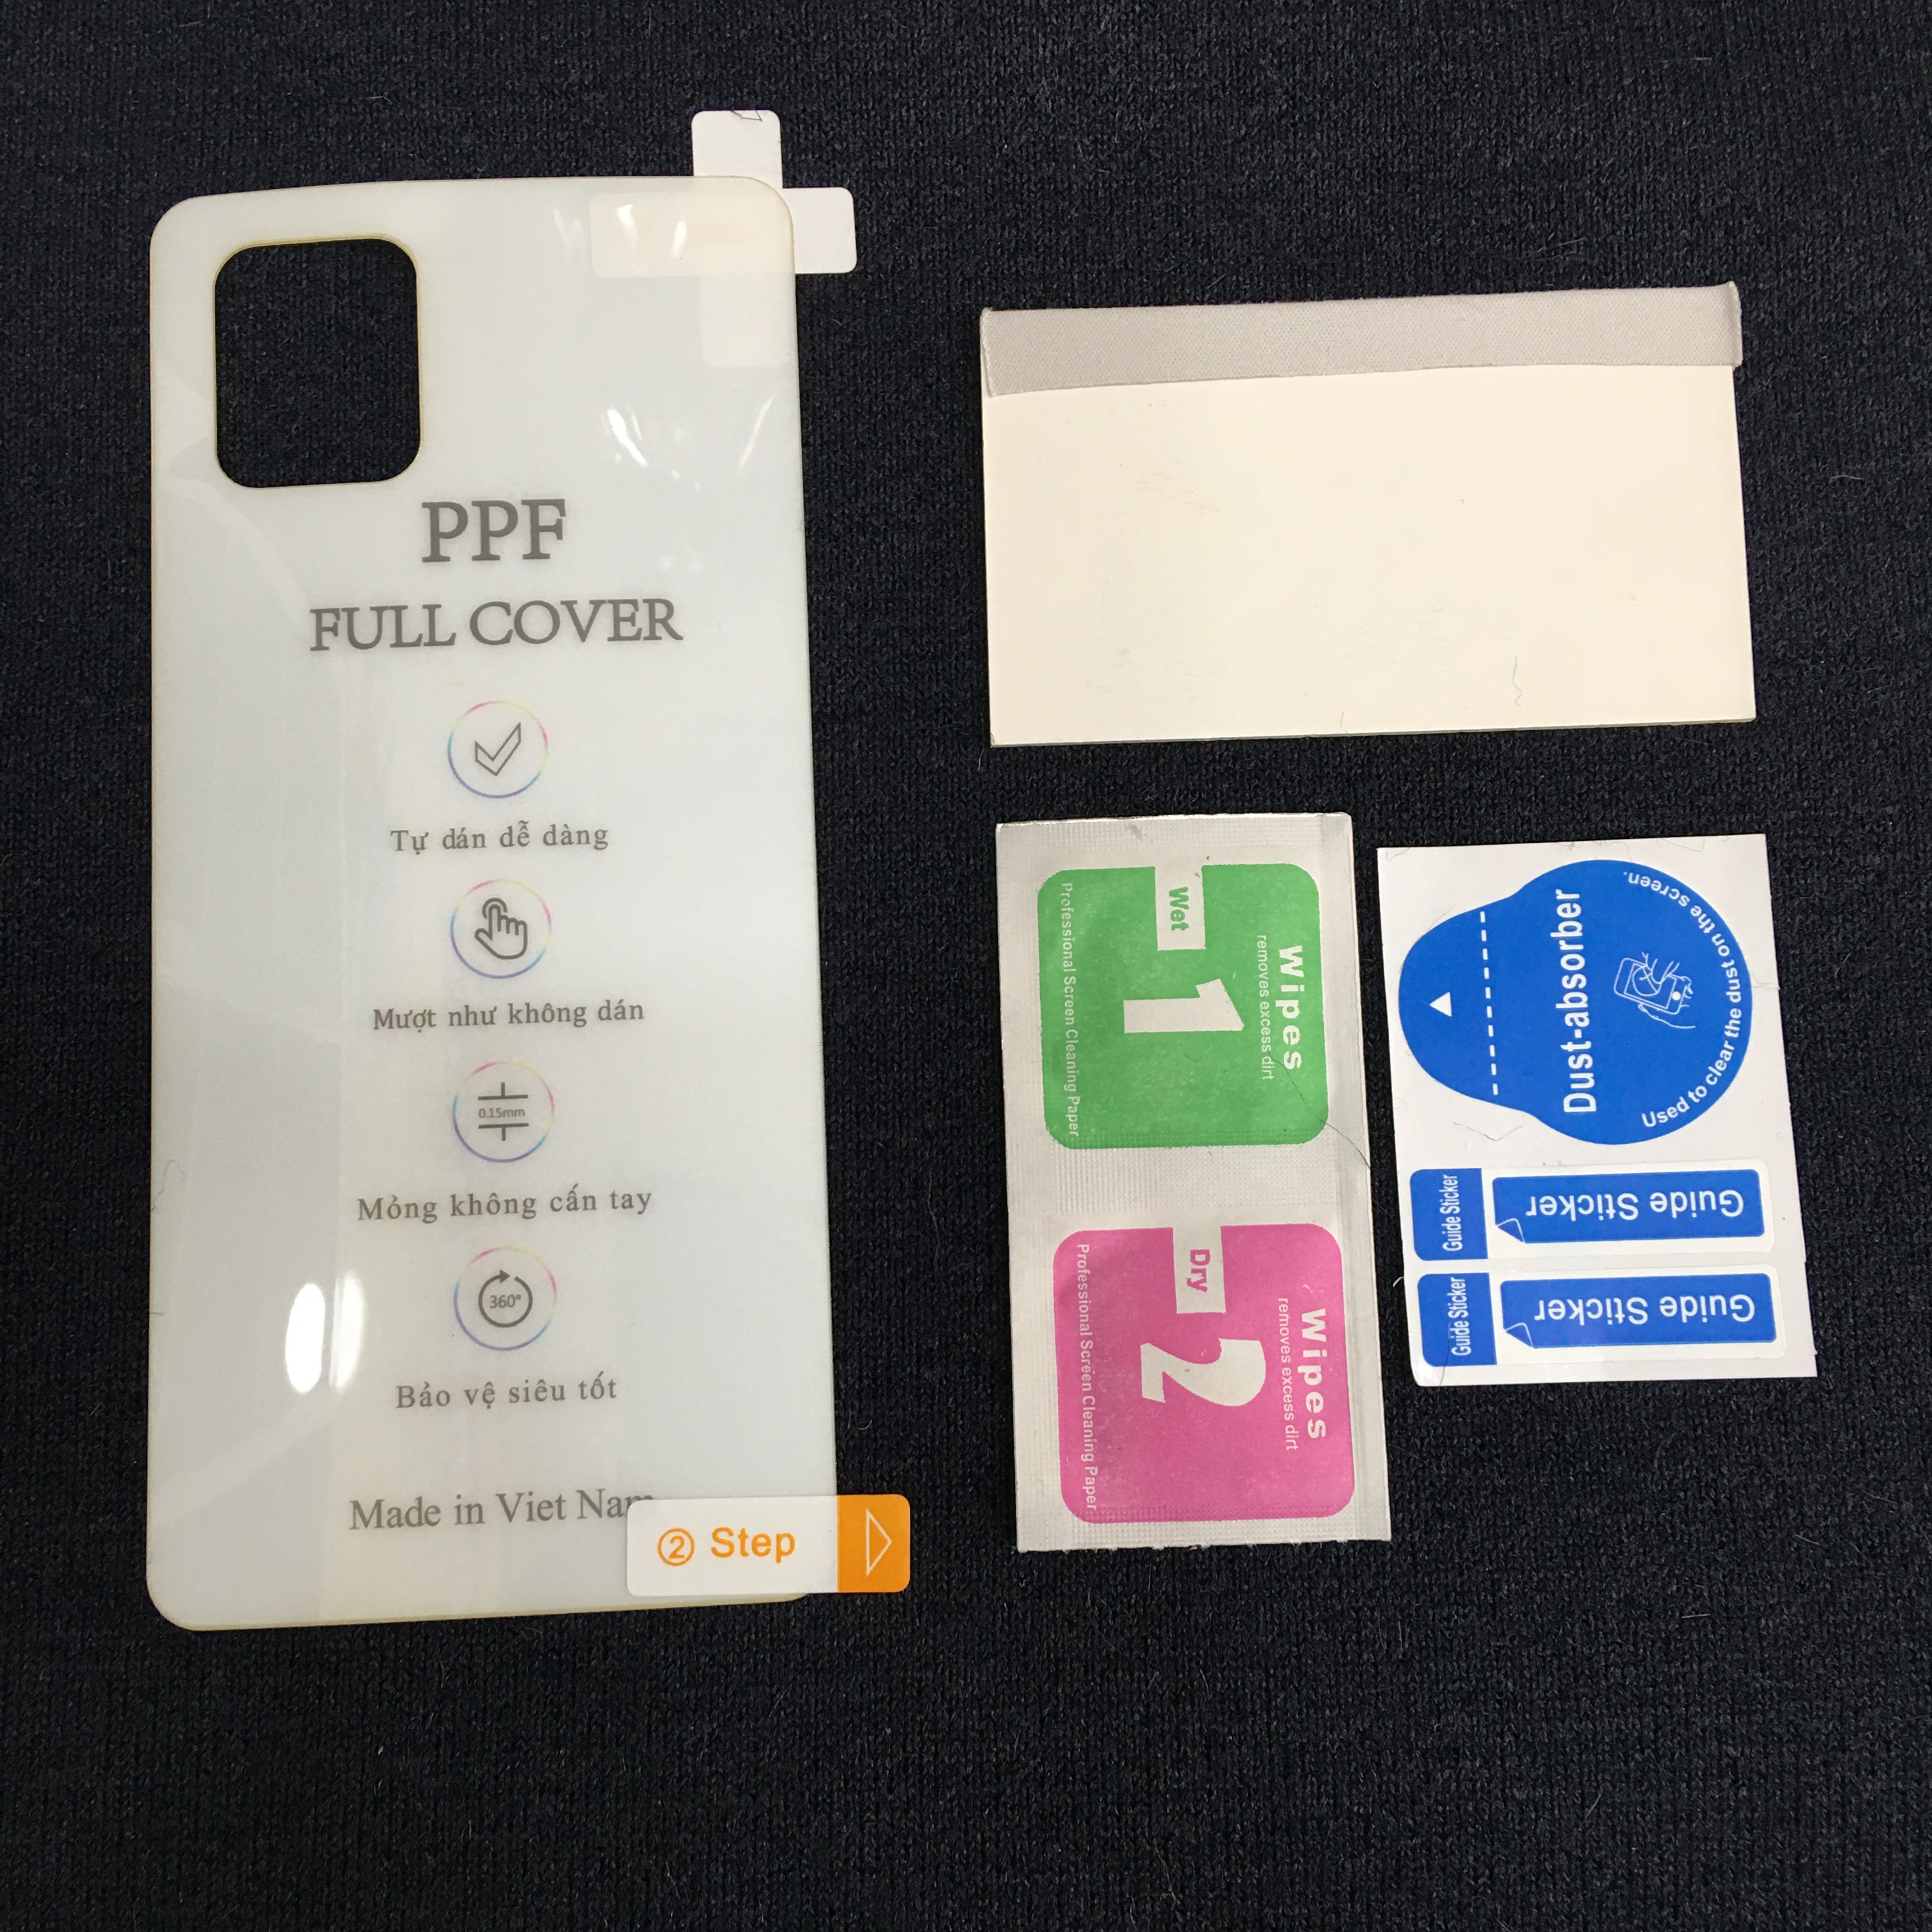 PPF
FULL COVER
Tự dán dễ dàng
Mượt như không dán
0.15mm
Mỏng không cấn tay
360°
Bảo vệ siêu tốt
Made in Viet Nam
② Step
Wipes
removes excess dirt
Wet
1
Professional Screen Cleaning Paper
Wipes
removes excess dirt
Dry
2
Professional Screen Cleaning Paper
Dust-absorber
Used to clear the dust on the screen.
Guide Sticker
Guide Sticker
Guide Sticker
Guide Sticker